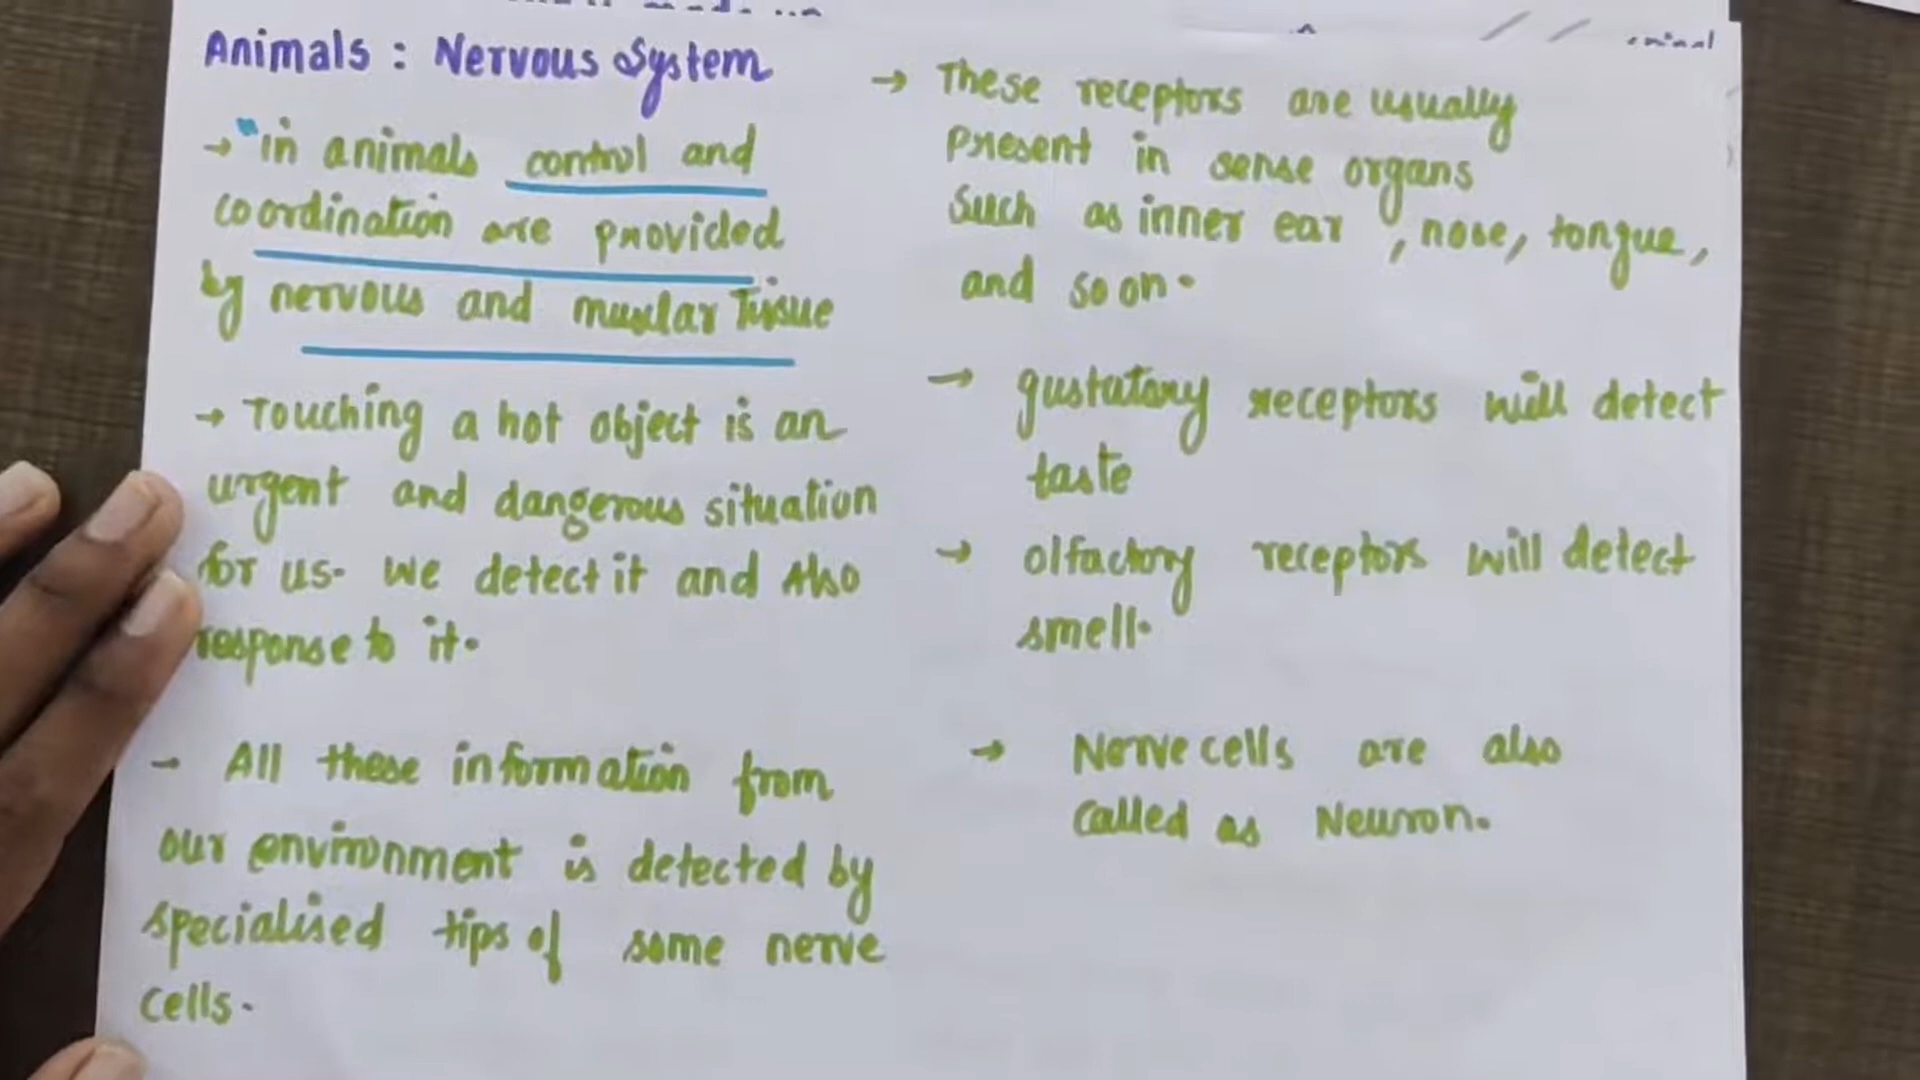 Animals : Nervous System
→ in animals control and
coordination are provided
by nervous and muxlar Tissue
→ Touching a hot object is an
urgent and dangerous situation
for us. we detect it and Also
response to it.
→ All these information from
our environment is detected by
specialised tips of some nerve
cells.
→ These receptors are usually
Present in sense organs
Such as inner ear , nose, tongue,
and so on.
→ gustatory receptors will detect
taste
→ olfactory receptors will detect
smell.
→ Nerve cells are also
called as Neuron.